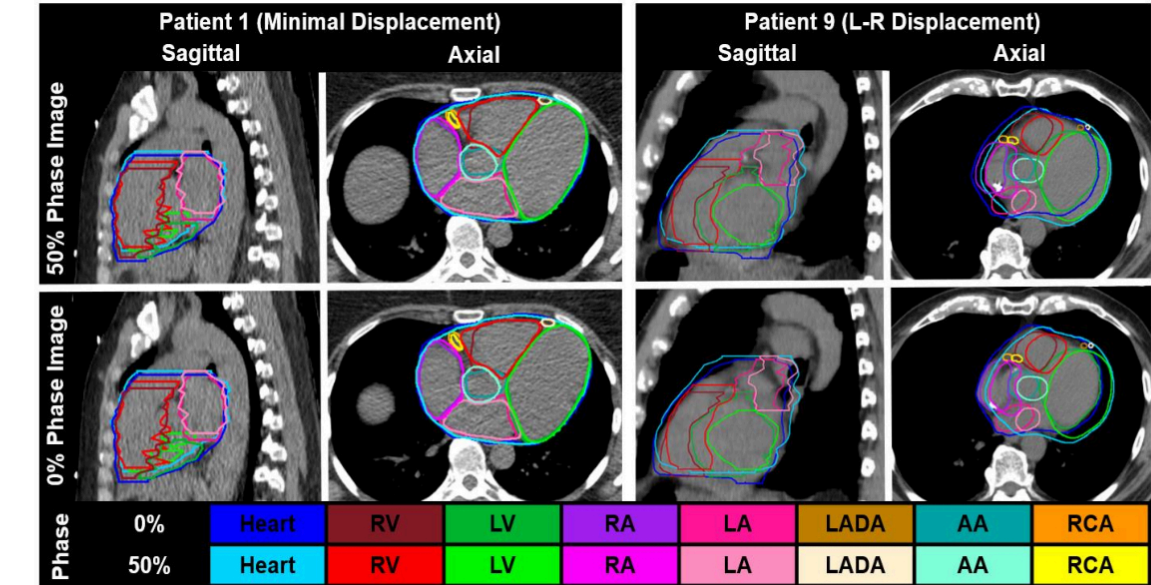 Patient 1 (Minimal Displacement)
Patient 9 (L-R Displacement)
Sagittal
Axial
Sagittal
Axial
50% Phase Image
0% Phase Image
Phase
0%
Heart
RV
LV
RA
LA
LADA
AA
RCA
50%
Heart
RV
LV
RA
LA
LADA
AA
RCA